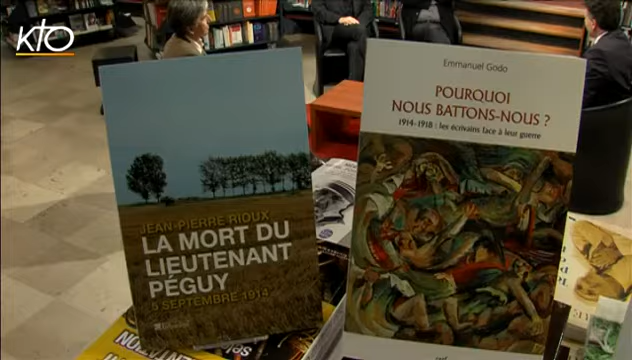 KTO
JEAN-PIERRE RIOUX
LA MORT DU
LIEUTENANT
PÉGUY
5 SEPTEMBRE 1914
Emmanuel Godo
POURQUOI
NOUS BATTONS-NOUS ?
1914-1918 : les écrivains face à leur guerre
cerf